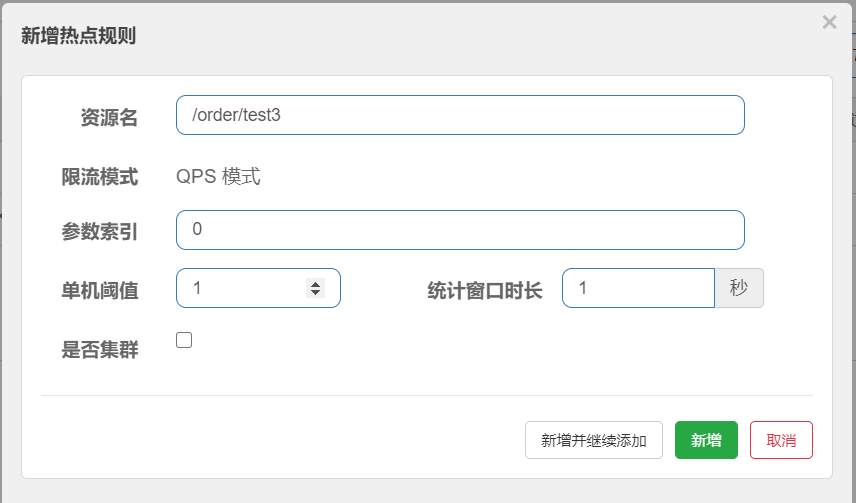 新增热点规则 ×
资源名 /order/test3
限流模式 QPS 模式
参数索引 0
单机阈值 1 统计窗口时长 1 秒
是否集群
新增并继续添加 新增 取消